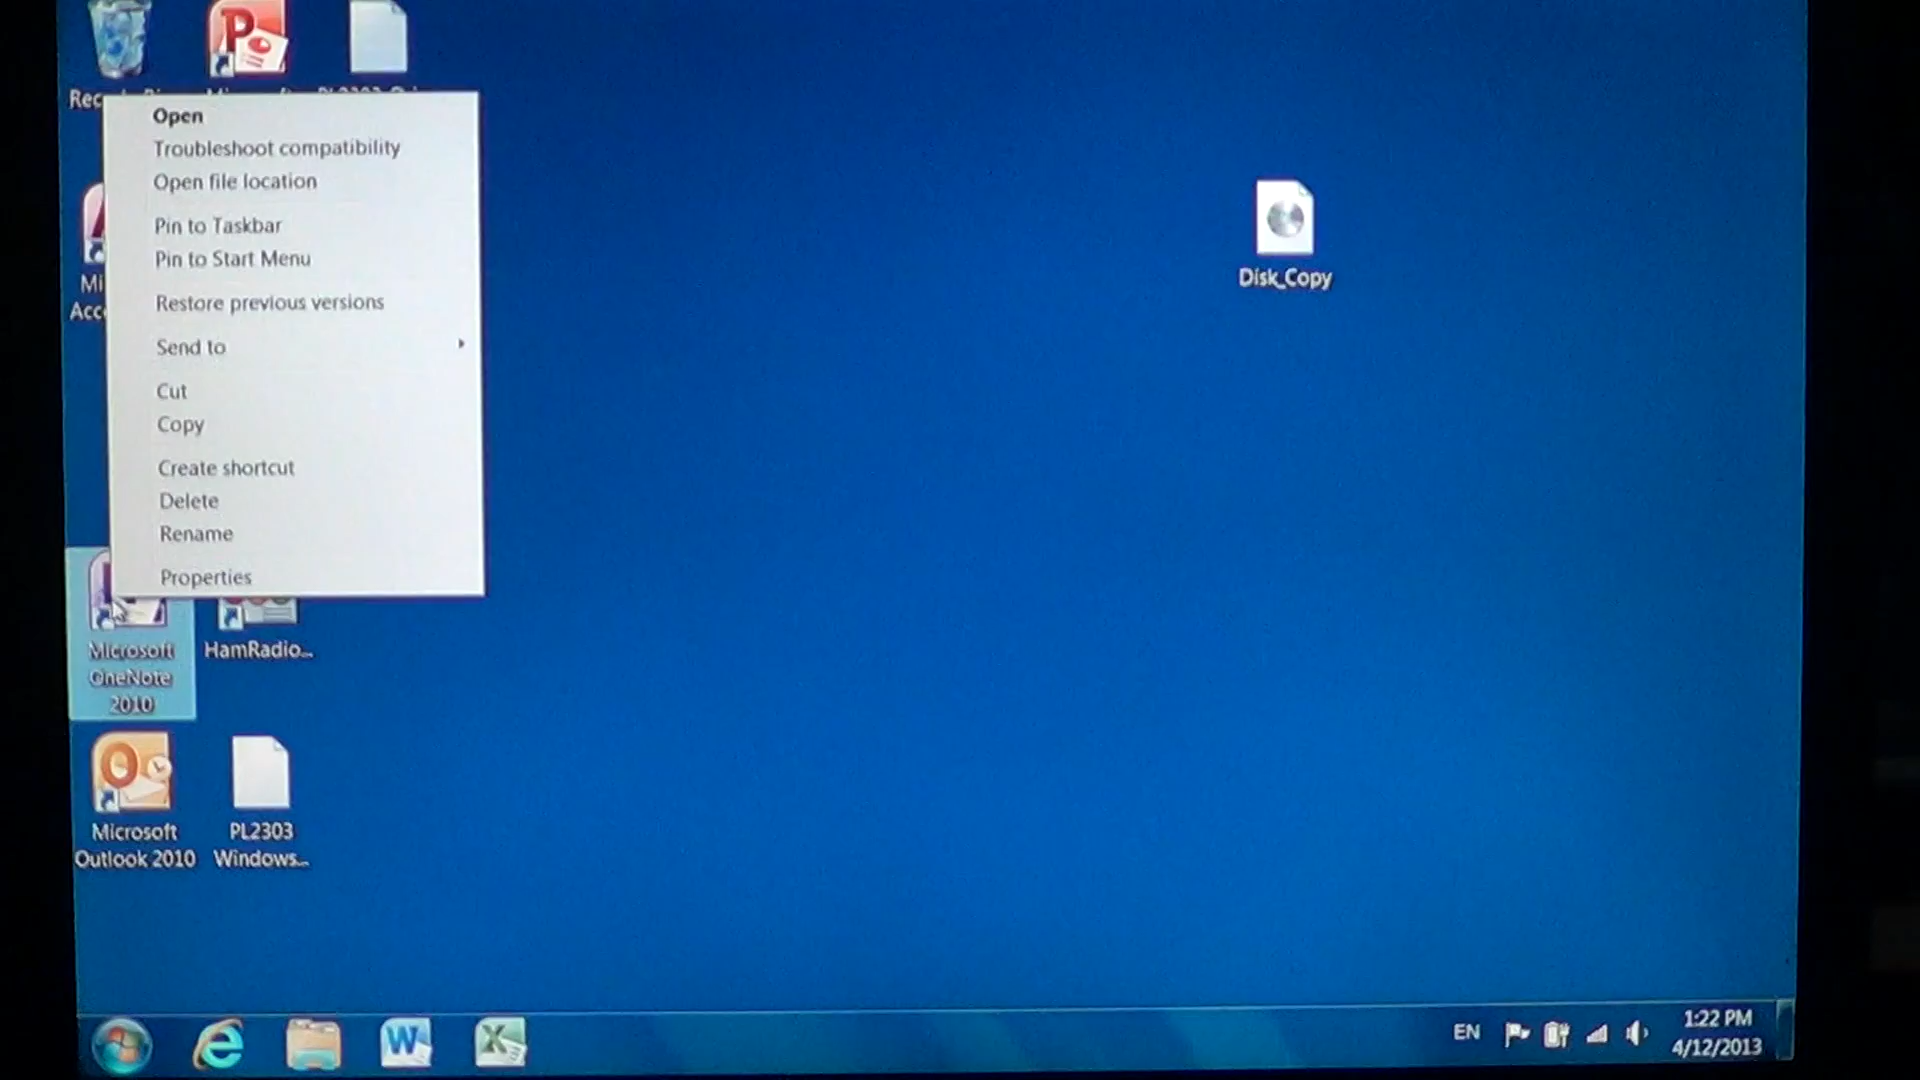 Open
Troubleshoot compatibility
Open file location
Pin to Taskbar
Pin to Start Menu
Restore previous versions
Send to
Cut
Copy
Create shortcut
Delete
Rename
Properties
Disk_Copy
Microsoft
OneNote
2010
HamRadio...
Microsoft
Outlook 2010
PL2303
Windows...
EN
1:22 PM
4/12/2013